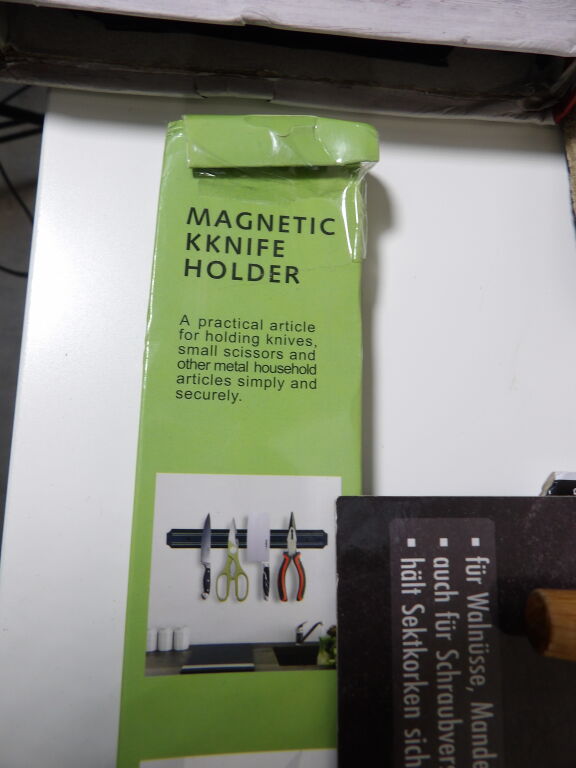 MAGNETIC
KKNIFE
HOLDER
A practical article
for holding knives,
small scissors and
other metal household
articles simply and
securely.
▪ für Walnüsse, Mande
▪ auch für Schraubver
▪ hält Sektkorken sich